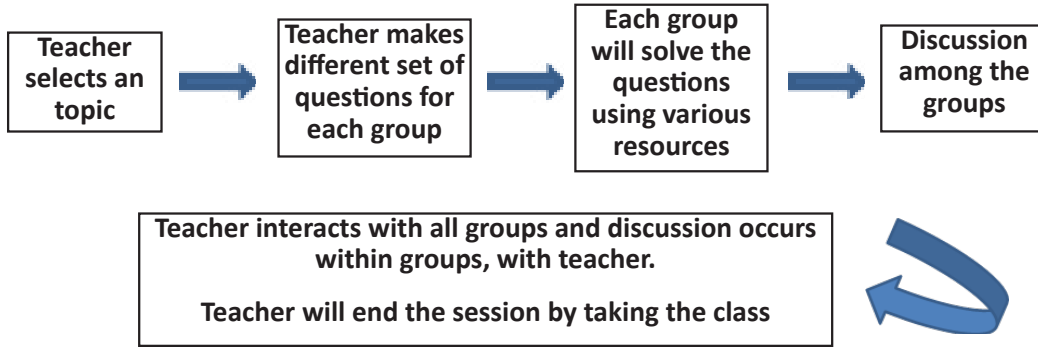 Teacher
selects an
topic
Teacher makes
different set of
questions for
each group
Each group
will solve the
questions
using various
resources
Discussion
among the
groups
Teacher interacts with all groups and discussion occurs
within groups, with teacher.
Teacher will end the session by taking the class